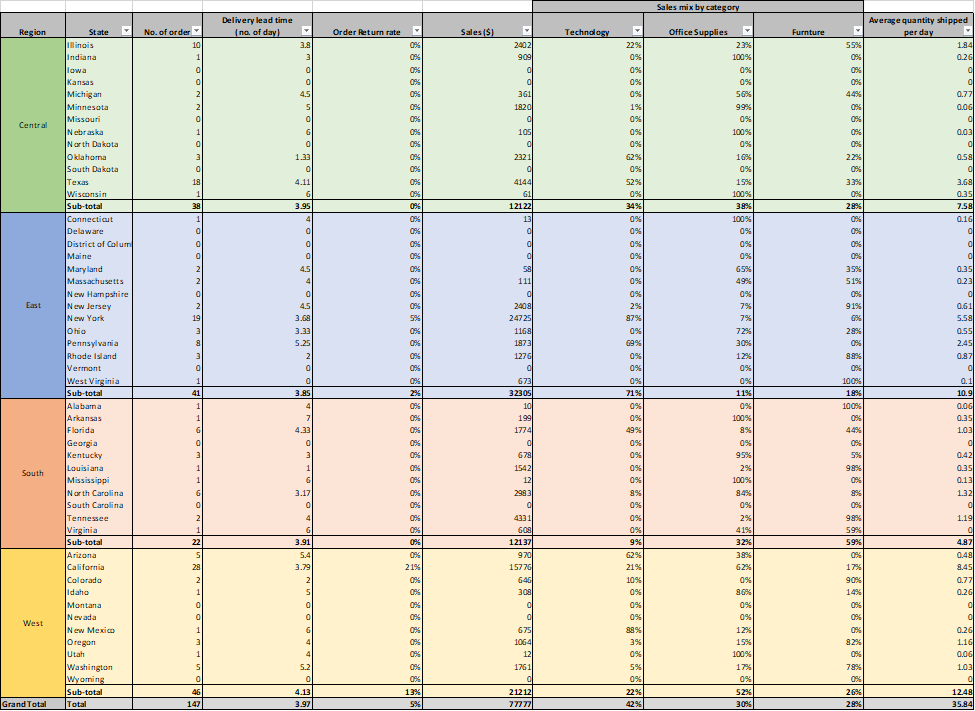 Sales mix by category
Region State No. of order Delivery lead time (no. of day) Order Return rate Sales ($) Technology Office Supplies Furnture Average quantity shipped per day
Central
Illinois 10 3.8 0% 2402 22% 23% 55% 1.84
Indiana 1 3 0% 909 0% 100% 0% 0.26
Iowa 0 0 0% 0 0% 0% 0% 0
Kansas 0 0 0% 0 0% 0% 0% 0
Michigan 2 4.5 0% 361 0% 56% 44% 0.77
Minnesota 2 5 0% 1820 1% 99% 0% 0.06
Missouri 0 0 0% 0 0% 0% 0% 0
Nebraska 1 6 0% 105 0% 100% 0% 0.03
North Dakota 0 0 0% 0 0% 0% 0% 0
Oklahoma 3 1.33 0% 2321 62% 16% 22% 0.58
South Dakota 0 0 0% 0 0% 0% 0% 0
Texas 18 4.11 0% 4144 52% 15% 33% 3.68
Wisconsin 1 6 0% 61 0% 100% 0% 0.35
Sub-total 38 3.95 0% 12122 34% 38% 28% 7.58
East
Connecticut 1 4 0% 13 0% 100% 0% 0.16
Delaware 0 0 0% 0 0% 0% 0% 0
District of Colum 0 0 0% 0 0% 0% 0% 0
Maine 0 0 0% 0 0% 0% 0% 0
Maryland 2 4.5 0% 58 0% 65% 35% 0.35
Massachusetts 2 4 0% 111 0% 49% 51% 0.23
New Hampshire 0 0 0% 0 0% 0% 0% 0
New Jersey 2 4.5 0% 2408 2% 7% 91% 0.61
New York 19 3.68 5% 24725 87% 7% 6% 5.58
Ohio 3 3.33 0% 1168 0% 72% 28% 0.55
Pennsylvania 8 5.25 0% 1873 69% 30% 0% 2.45
Rhode Island 3 2 0% 1276 0% 12% 88% 0.87
Vermont 0 0 0% 0 0% 0% 0% 0
West Virginia 1 0 0% 673 0% 0% 100% 0.1
Sub-total 41 3.85 2% 32305 71% 11% 18% 10.9
South
Alabama 1 4 0% 10 0% 0% 100% 0.06
Arkansas 1 7 0% 199 0% 100% 0% 0.35
Florida 6 4.33 0% 1774 49% 8% 44% 1.03
Georgia 0 0 0% 0 0% 0% 0% 0
Kentucky 3 3 0% 678 0% 95% 5% 0.42
Louisiana 1 1 0% 1542 0% 2% 98% 0.35
Mississippi 1 6 0% 12 0% 100% 0% 0.13
North Carolina 6 3.17 0% 2983 8% 84% 8% 1.32
South Carolina 0 0 0% 0 0% 0% 0% 0
Tennessee 2 4 0% 4331 0% 2% 98% 1.19
Virginia 1 6 0% 608 0% 41% 59% 0
Sub-total 22 3.91 0% 12137 9% 32% 59% 4.87
West
Arizona 5 5.4 0% 970 62% 38% 0% 0.48
California 28 3.79 21% 15776 21% 62% 17% 8.45
Colorado 2 2 0% 646 10% 0% 90% 0.77
Idaho 1 5 0% 308 0% 86% 14% 0.26
Montana 0 0 0% 0 0% 0% 0% 0
Nevada 0 0 0% 0 0% 0% 0% 0
New Mexico 1 6 0% 675 88% 12% 0% 0.26
Oregon 3 4 0% 1064 3% 15% 82% 1.16
Utah 1 4 0% 12 0% 100% 0% 0.06
Washington 5 5.2 0% 1761 5% 17% 78% 1.03
Wyoming 0 0 0% 0 0% 0% 0% 0
Sub-total 46 4.13 13% 21212 22% 52% 26% 12.48
Grand Total Total 147 3.97 5% 77777 42% 30% 28% 35.84